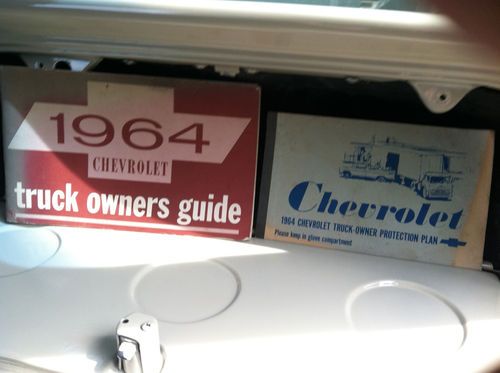 1964
CHEVROLET
truck owners guide
Chevrolet
1964 CHEVROLET TRUCK-OWNER PROTECTION PLAN
Please keep in glove compartment